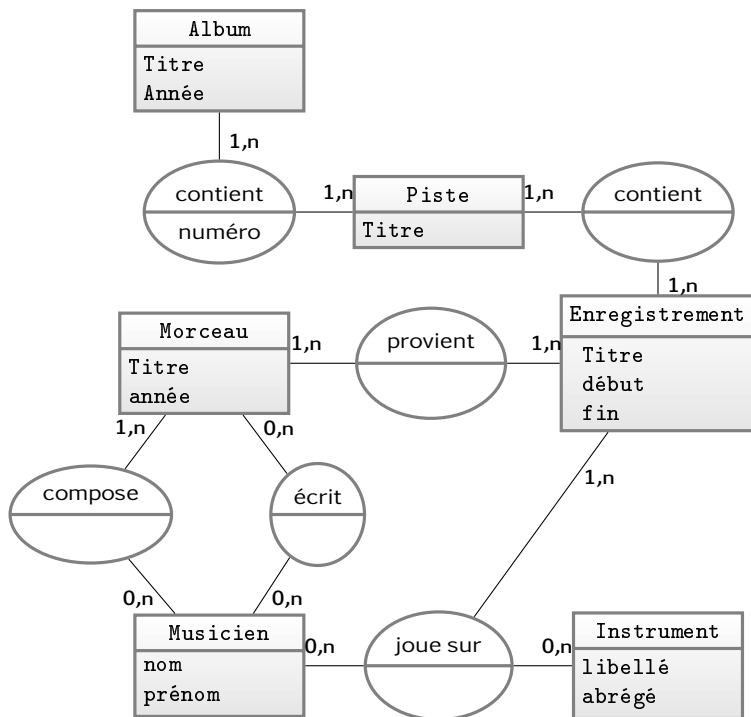 Album
Titre
Année
1,n
contient
numéro
1,n
Piste
Titre
1,n
contient
1,n
Enregistrement
Titre
début
fin
Morceau
Titre
année
1,n
provient
1,n
1,n
0,n
compose
écrit
1,n
0,n
0,n
Musicien
nom
prénom
0,n
joue sur
0,n
Instrument
libellé
abrégé